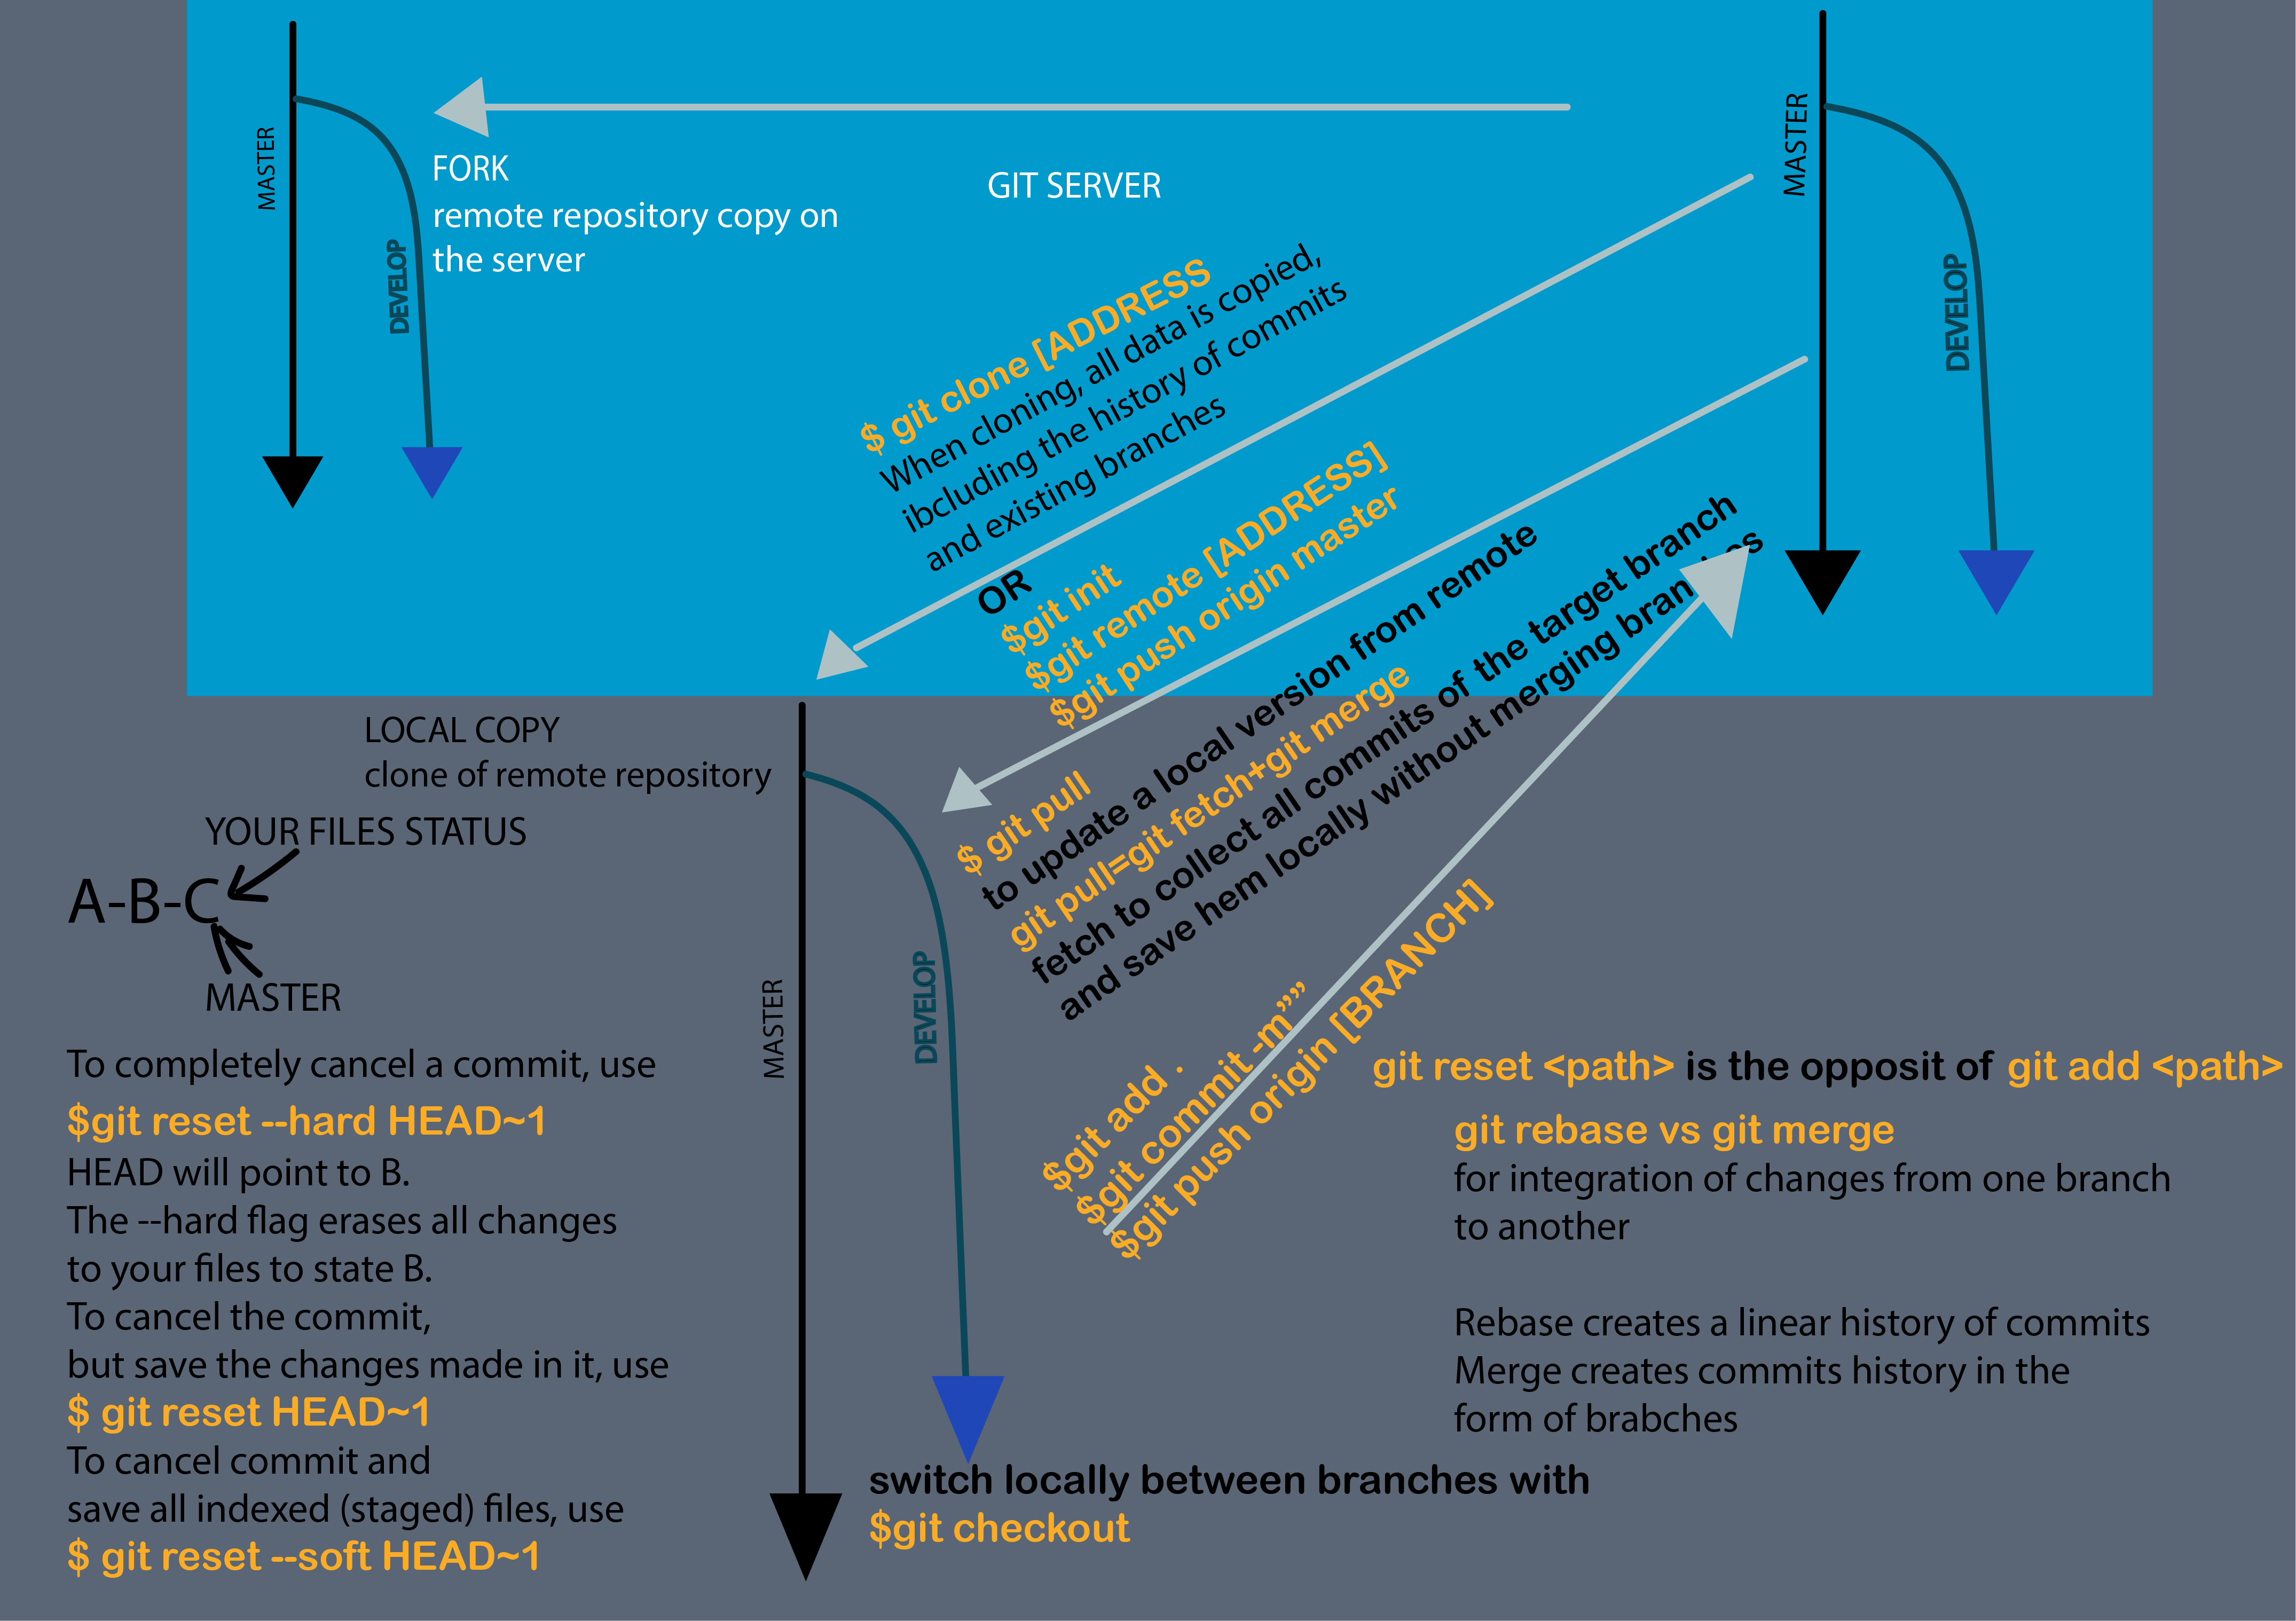 MASTER
DEVELOP
FORK
remote repository copy on
the server
GIT SERVER
MASTER
DEVELOP
$ git clone [ADDRESS
When cloning, all data is copied,
ibcluding the history of commits
and existing branches
OR
$git init
$git remote [ADDRESS]
$git push origin master
$ git pull
to update a local version from remote
git pull=git fetch+git merge
fetch to collect all commits of the target branch
and save hem locally without merging
LOCAL COPY
clone of remote repository
YOUR FILES STATUS
A-B-C
MASTER
MASTER
DEVELOP
$git add .
$git commit -m””
$git push origin [BRANCH]
To completely cancel a commit, use
$git reset --hard HEAD~1
HEAD will point to B.
The --hard flag erases all changes
to your files to state B.
To cancel the commit,
but save the changes made in it, use
$ git reset HEAD~1
To cancel commit and
save all indexed (staged) files, use
$ git reset --soft HEAD~1
git reset <path> is the opposit of git add <path>
git rebase vs git merge
for integration of changes from one branch
to another
Rebase creates a linear history of commits
Merge creates commits history in the
form of brabches
switch locally between branches with
$git checkout